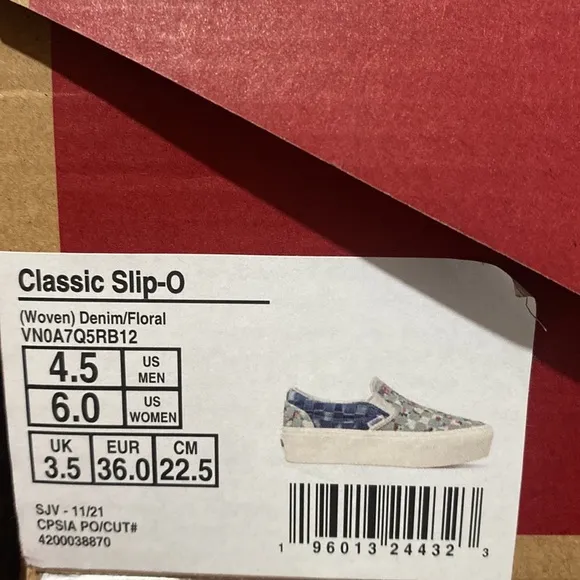 Classic Slip-O
(Woven) Denim/Floral
VN0A7Q5RB12
4.5 US MEN
6.0 US WOMEN
UK 3.5 EUR 36.0 CM 22.5
SJV - 11/21
CPSIA PO/CUT#
4200038870
1 96013 24432 3